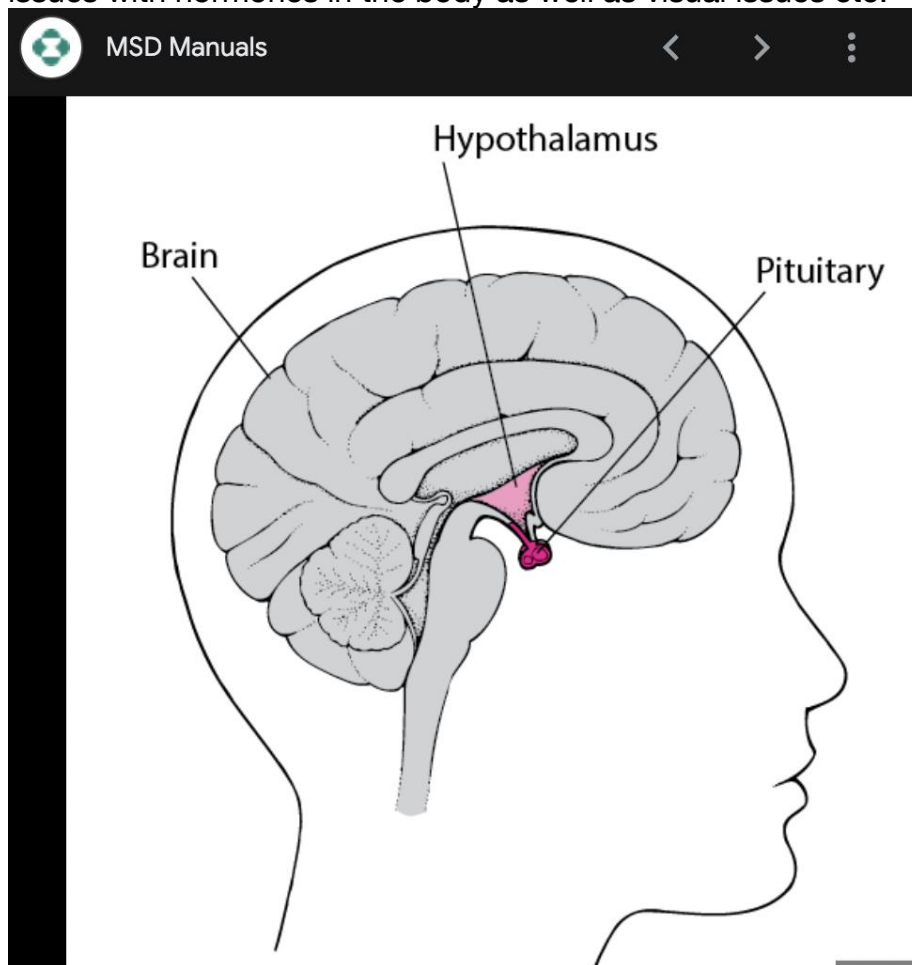 issues with hormones in the body as well as visual issues etc.
MSD Manuals
Hypothalamus
Brain
Pituitary